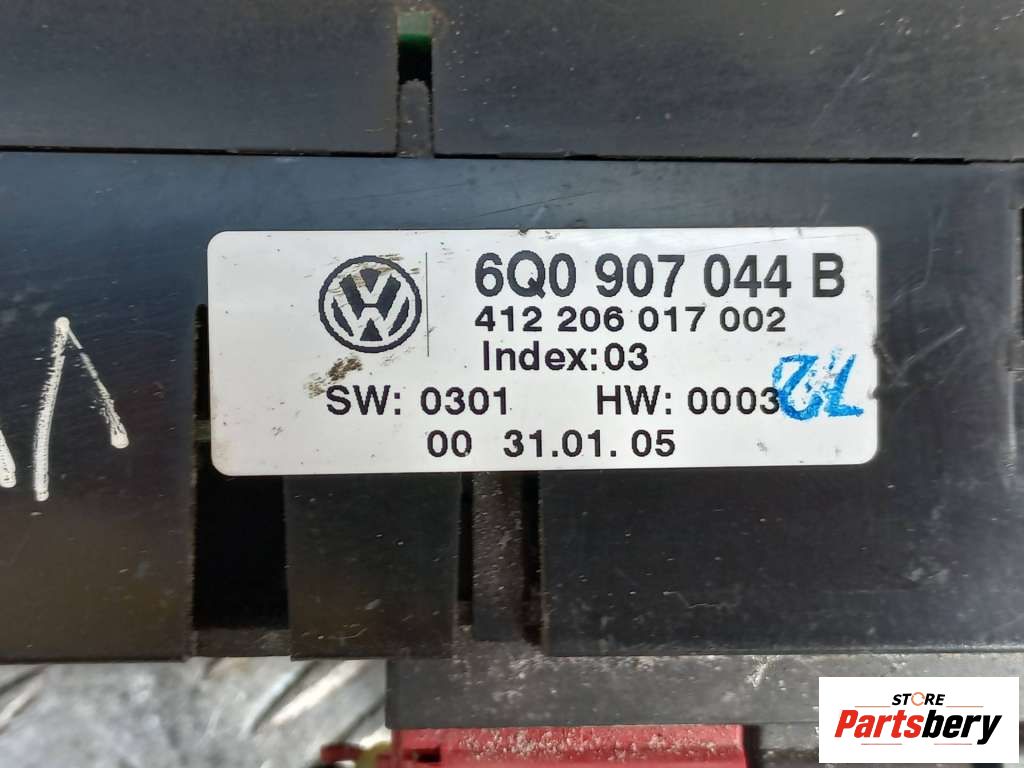 6Q0 907 044 B
412 206 017 002
Index:03
SW: 0301 HW: 0003
00 31.01.05
STORE
Partsbery